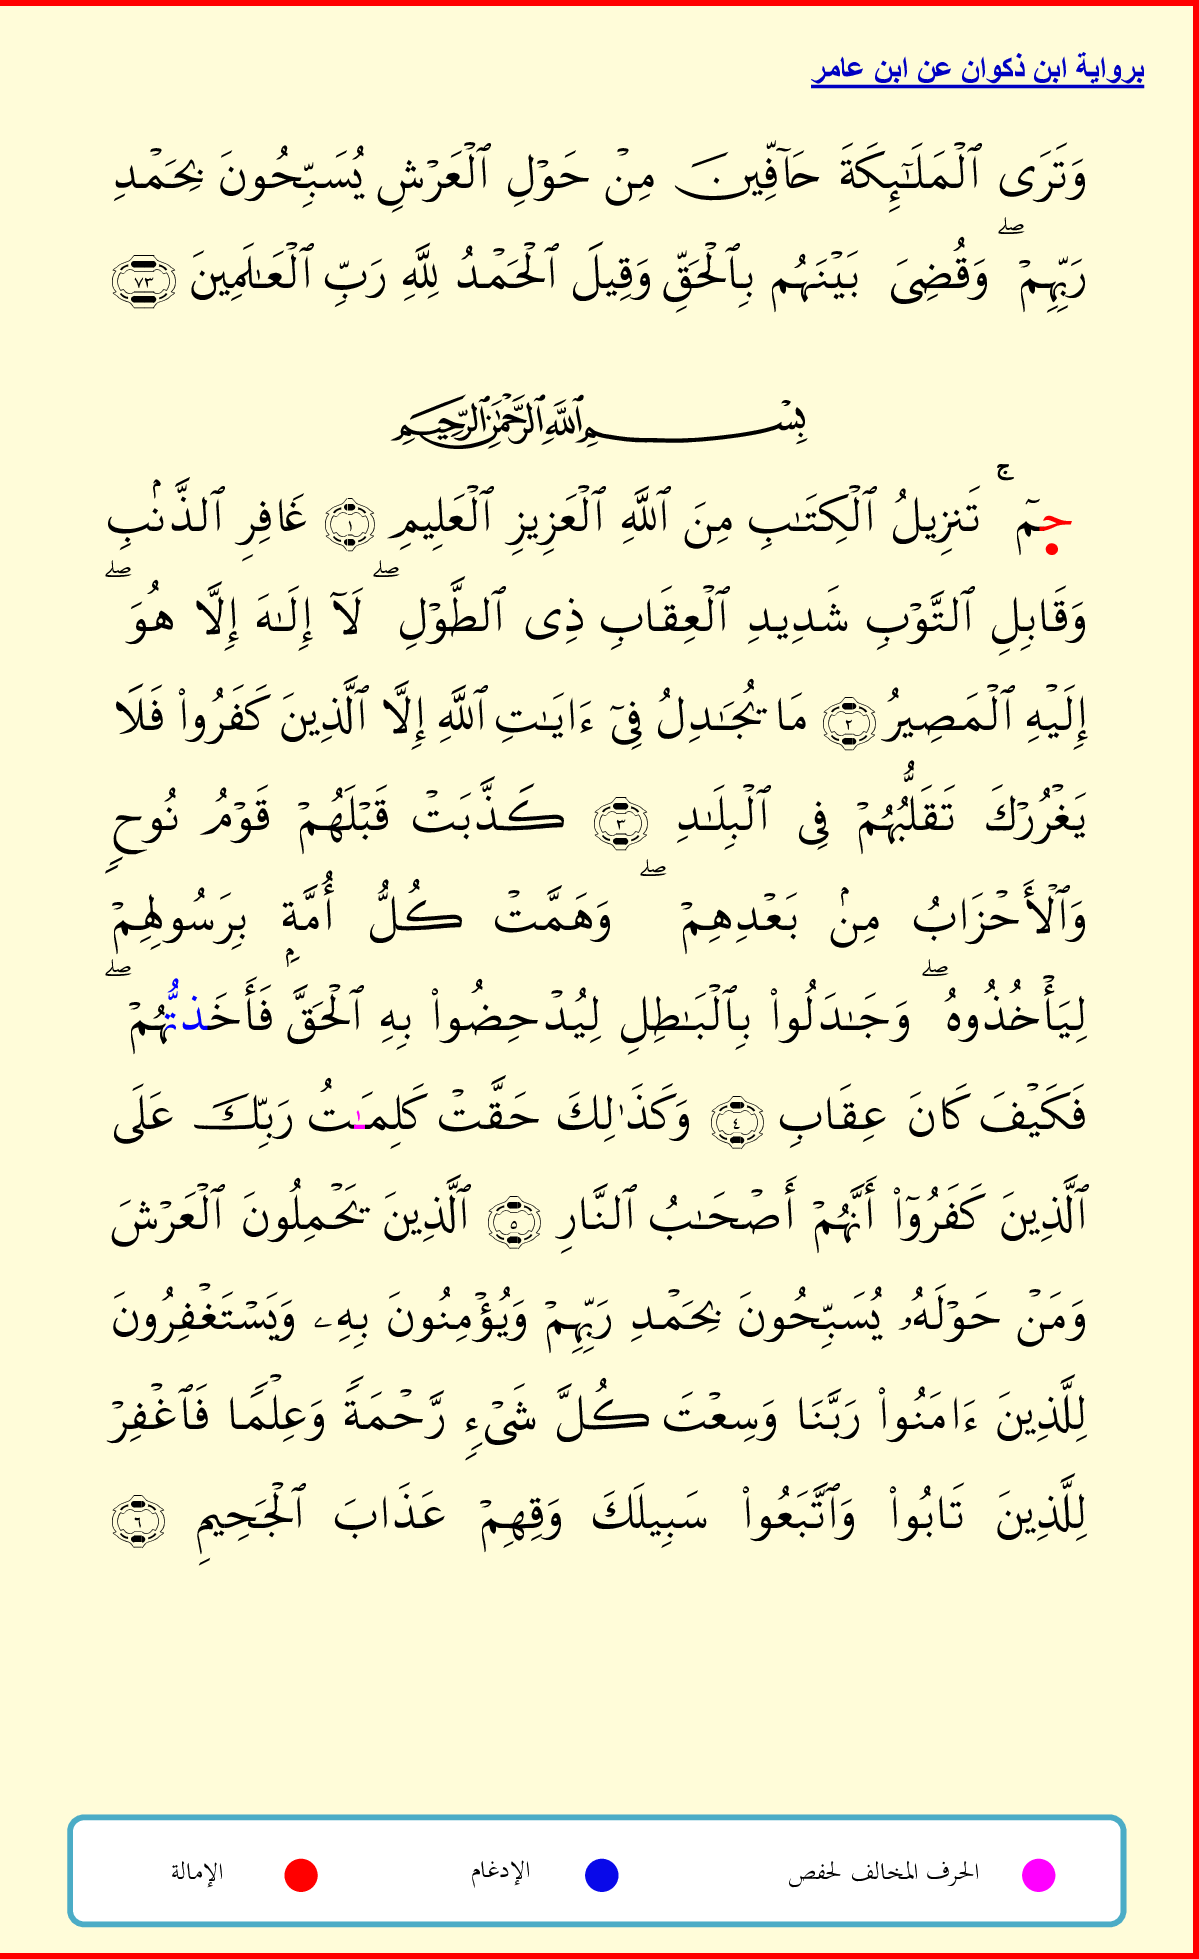 برواية ابن ذكوان عن ابن عامر
وَتَرَى ٱلْمَلَـٰٓئِكَةَ حَآفِّينَ مِنْ حَوْلِ ٱلْعَرْشِ يُسَبِّحُونَ بِحَمْدِ
رَبِّهِمْ ۖ وَقُضِىَ بَيْنَهُم بِٱلْحَقِّ وَقِيلَ ٱلْحَمْدُ لِلَّهِ رَبِّ ٱلْعَـٰلَمِينَ ٧٣
بِسْمِ ٱللَّهِ ٱلرَّحْمَـٰنِ ٱلرَّحِيمِ
حمٓ ۚ تَنزِيلُ ٱلْكِتَـٰبِ مِنَ ٱللَّهِ ٱلْعَزِيزِ ٱلْعَلِيمِ ١ غَافِرِ ٱلذَّنۢبِ
وَقَابِلِ ٱلتَّوْبِ شَدِيدِ ٱلْعِقَابِ ذِى ٱلطَّوْلِ ۖ لَآ إِلَـٰهَ إِلَّا هُوَ ۖ
إِلَيْهِ ٱلْمَصِيرُ ٢ مَا يُجَـٰدِلُ فِىٓ ءَايَـٰتِ ٱللَّهِ إِلَّا ٱلَّذِينَ كَفَرُوا۟ فَلَا
يَغْرُرْكَ تَقَلُّبُهُمْ فِى ٱلْبِلَـٰدِ ٣ كَذَّبَتْ قَبْلَهُمْ قَوْمُ نُوحٍ
وَٱلْأَحْزَابُ مِنۢ بَعْدِهِمْ ۖ وَهَمَّتْ كُلُّ أُمَّةٍۭ بِرَسُولِهِمْ
لِيَأْخُذُوهُ ۖ وَجَـٰدَلُوا۟ بِٱلْبَـٰطِلِ لِيُدْحِضُوا۟ بِهِ ٱلْحَقَّ فَأَخَذتُّهُمْ ۖ
فَكَيْفَ كَانَ عِقَابِ ٤ وَكَذَٰلِكَ حَقَّتْ كَلِمَـٰتُ رَبِّكَ عَلَى
ٱلَّذِينَ كَفَرُوٓا۟ أَنَّهُمْ أَصْحَـٰبُ ٱلنَّارِ ٥ ٱلَّذِينَ يَحْمِلُونَ ٱلْعَرْشَ
وَمَنْ حَوْلَهُۥ يُسَبِّحُونَ بِحَمْدِ رَبِّهِمْ وَيُؤْمِنُونَ بِهِۦ وَيَسْتَغْفِرُونَ
لِلَّذِينَ ءَامَنُوا۟ رَبَّنَا وَسِعْتَ كُلَّ شَىْءٍ رَّحْمَةً وَعِلْمًا فَٱغْفِرْ
لِلَّذِينَ تَابُوا۟ وَٱتَّبَعُوا۟ سَبِيلَكَ وَقِهِمْ عَذَابَ ٱلْجَحِيمِ ٦
الحرف المخالف لحفص الإدغام الإمالة